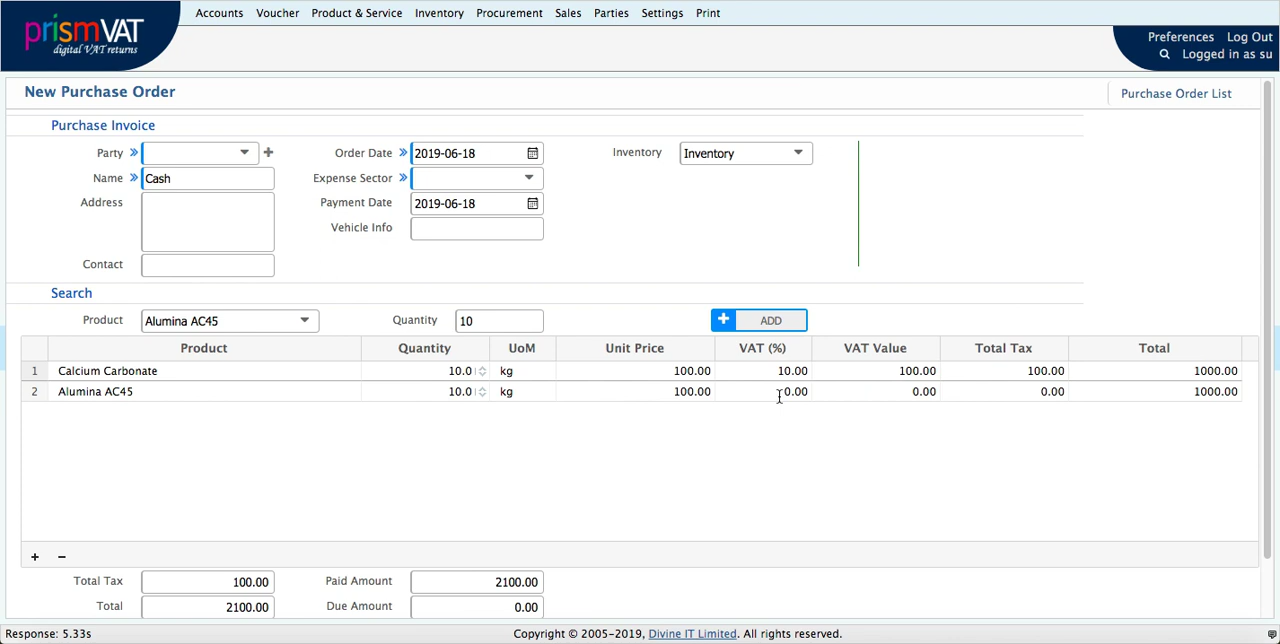 Accounts Voucher Product & Service Inventory Procurement Sales Parties Settings Print
prismVAT
digital VAT returns
Preferences Log Out
Logged in as su
New Purchase Order
Purchase Order List
Purchase Invoice
Party » Order Date » 2019-06-18 Inventory Inventory
Name » Cash Expense Sector »
Address Payment Date 2019-06-18
Vehicle Info
Contact
Search
Product Alumina AC45 Quantity 10 + ADD
Product Quantity UoM Unit Price VAT (%) VAT Value Total Tax Total
1 Calcium Carbonate 10.0 kg 100.00 10.00 100.00 100.00 1000.00
2 Alumina AC45 10.0 kg 100.00 0.00 0.00 0.00 1000.00
+ −
Total Tax 100.00 Paid Amount 2100.00
Total 2100.00 Due Amount 0.00
Response: 5.33s Copyright © 2005-2019, Divine IT Limited. All rights reserved.